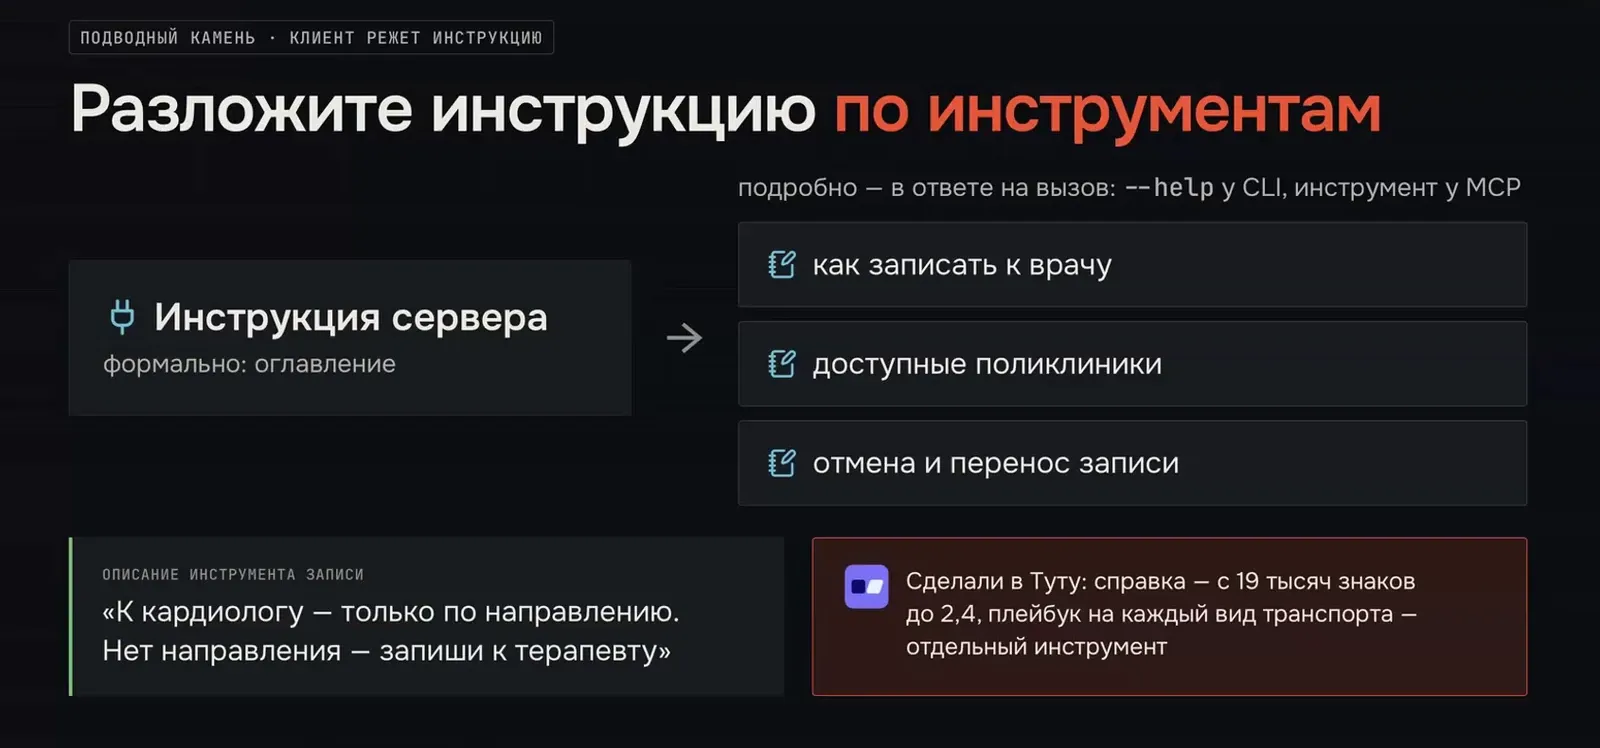 ПОДВОДНЫЙ КАМЕНЬ · КЛИЕНТ РЕЖЕТ ИНСТРУКЦИЮ
Разложите инструкцию по инструментам
подробно — в ответе на вызов: --help у CLI, инструмент у MCP
Инструкция сервера
формально: оглавление
как записать к врачу
доступные поликлиники
отмена и перенос записи
ОПИСАНИЕ ИНСТРУМЕНТА ЗАПИСИ
«К кардиологу — только по направлению.
Нет направления — запиши к терапевту»
Сделали в Туту: справка — с 19 тысяч знаков
до 2,4, плейбук на каждый вид транспорта —
отдельный инструмент